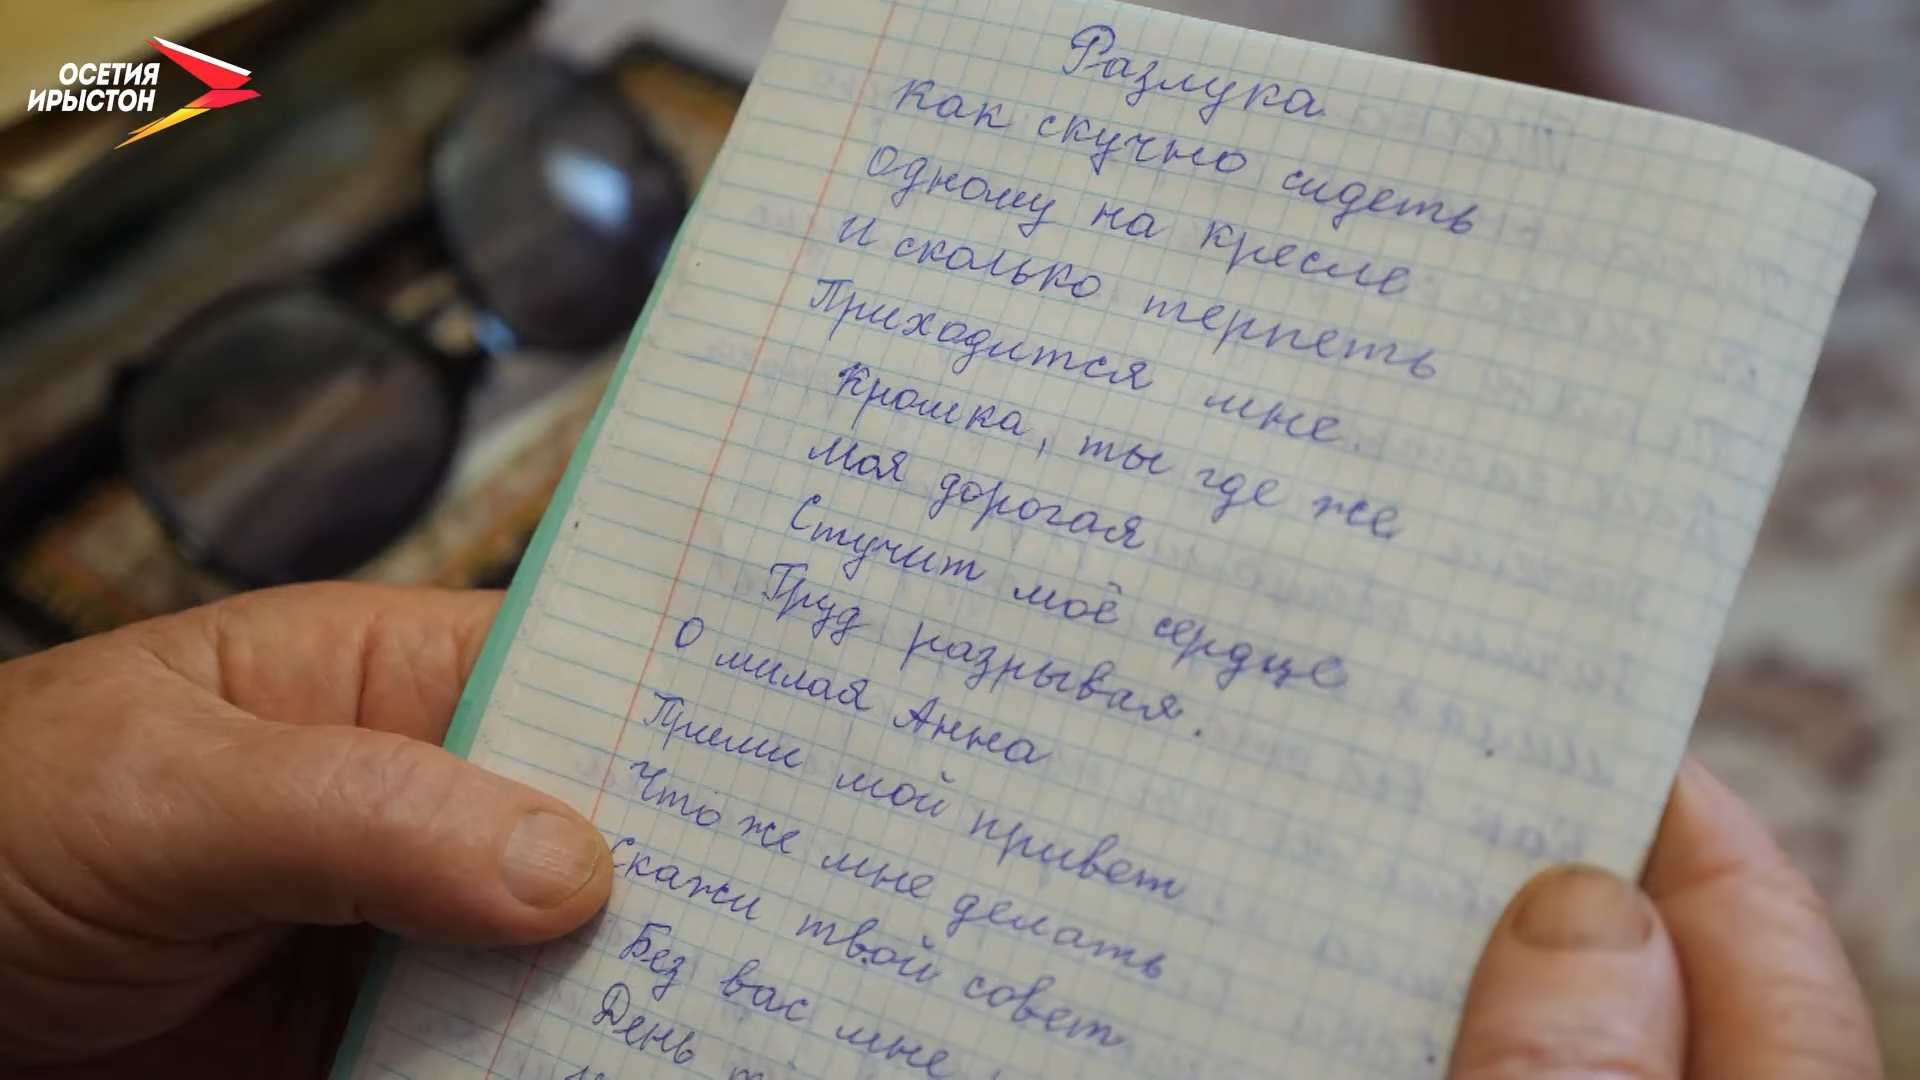 ОСЕТИЯ
ИРЫСТОН
Разлука
Как скучно сидеть
одному на кресле
И сколько терпеть
Приходится мне.
Крошка, ты где же
Моя дорогая
Стучит моё сердце
Груд разрывая.
О милая Анна
Прими мой привет
Что же мне делать
Скажи твой совет
Без вас мне
День